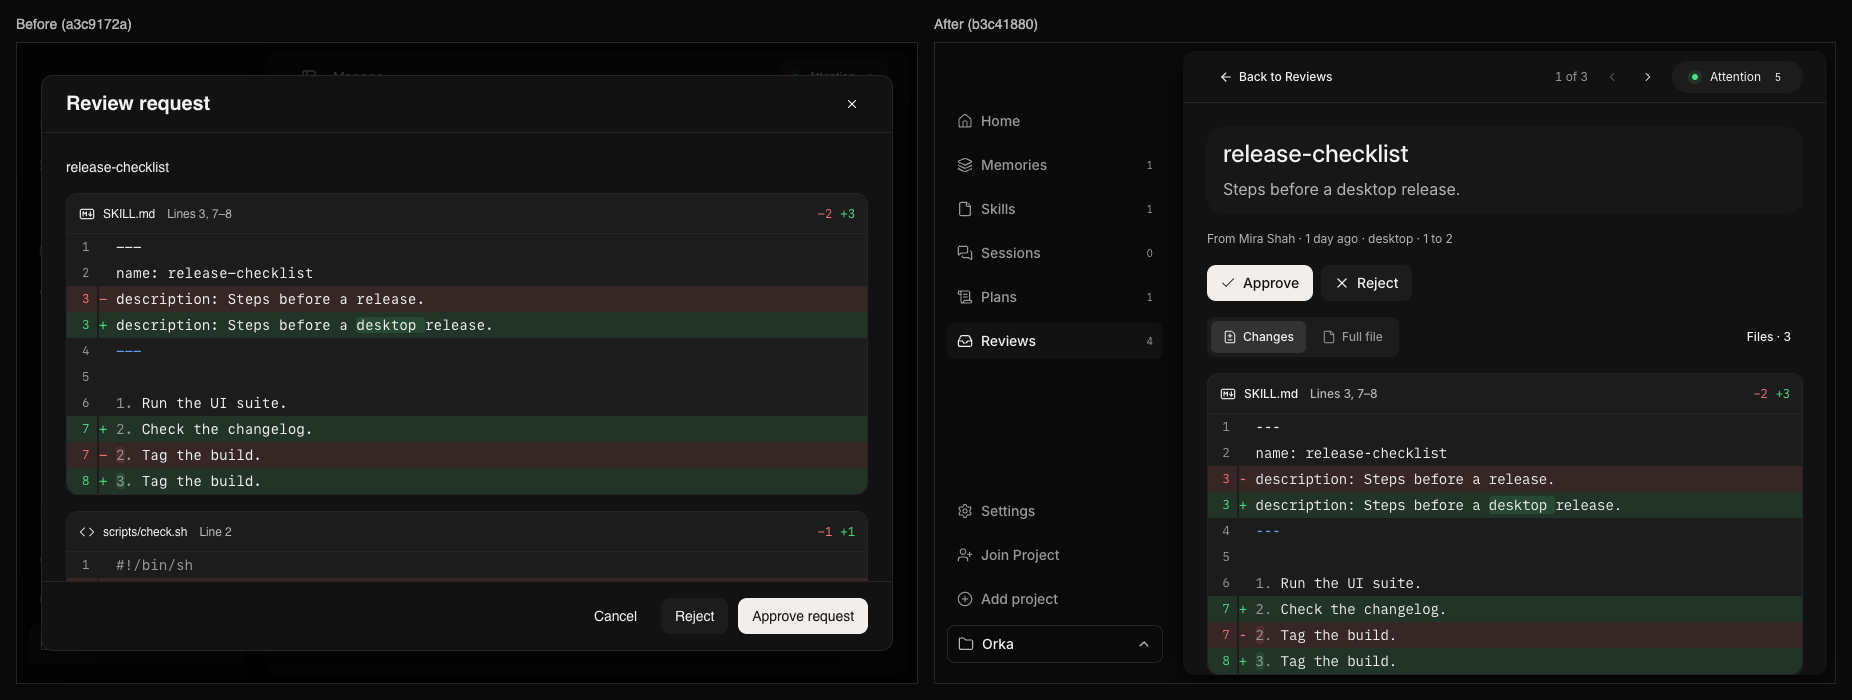 Before (a3c9172a)
Manage
Attention
Review request
release-checklist
SKILL.md Lines 3, 7–8 −2 +3
1 ---
2 name: release-checklist
3 - description: Steps before a release.
3 + description: Steps before a desktop release.
4 ---
5
6 1. Run the UI suite.
7 + 2. Check the changelog.
7 - 2. Tag the build.
8 + 3. Tag the build.
scripts/check.sh Line 2 −1 +1
1 #!/bin/sh
Cancel Reject Approve request
After (b3c41880)
Home
Memories 1
Skills 1
Sessions 0
Plans 1
Reviews 4
Settings
Join Project
Add project
Orka
Back to Reviews 1 of 3 Attention 5
release-checklist
Steps before a desktop release.
From Mira Shah · 1 day ago · desktop · 1 to 2
Approve Reject
Changes Full file Files · 3
SKILL.md Lines 3, 7–8 −2 +3
1 ---
2 name: release-checklist
3 - description: Steps before a release.
3 + description: Steps before a desktop release.
4 ---
5
6 1. Run the UI suite.
7 + 2. Check the changelog.
7 - 2. Tag the build.
8 + 3. Tag the build.